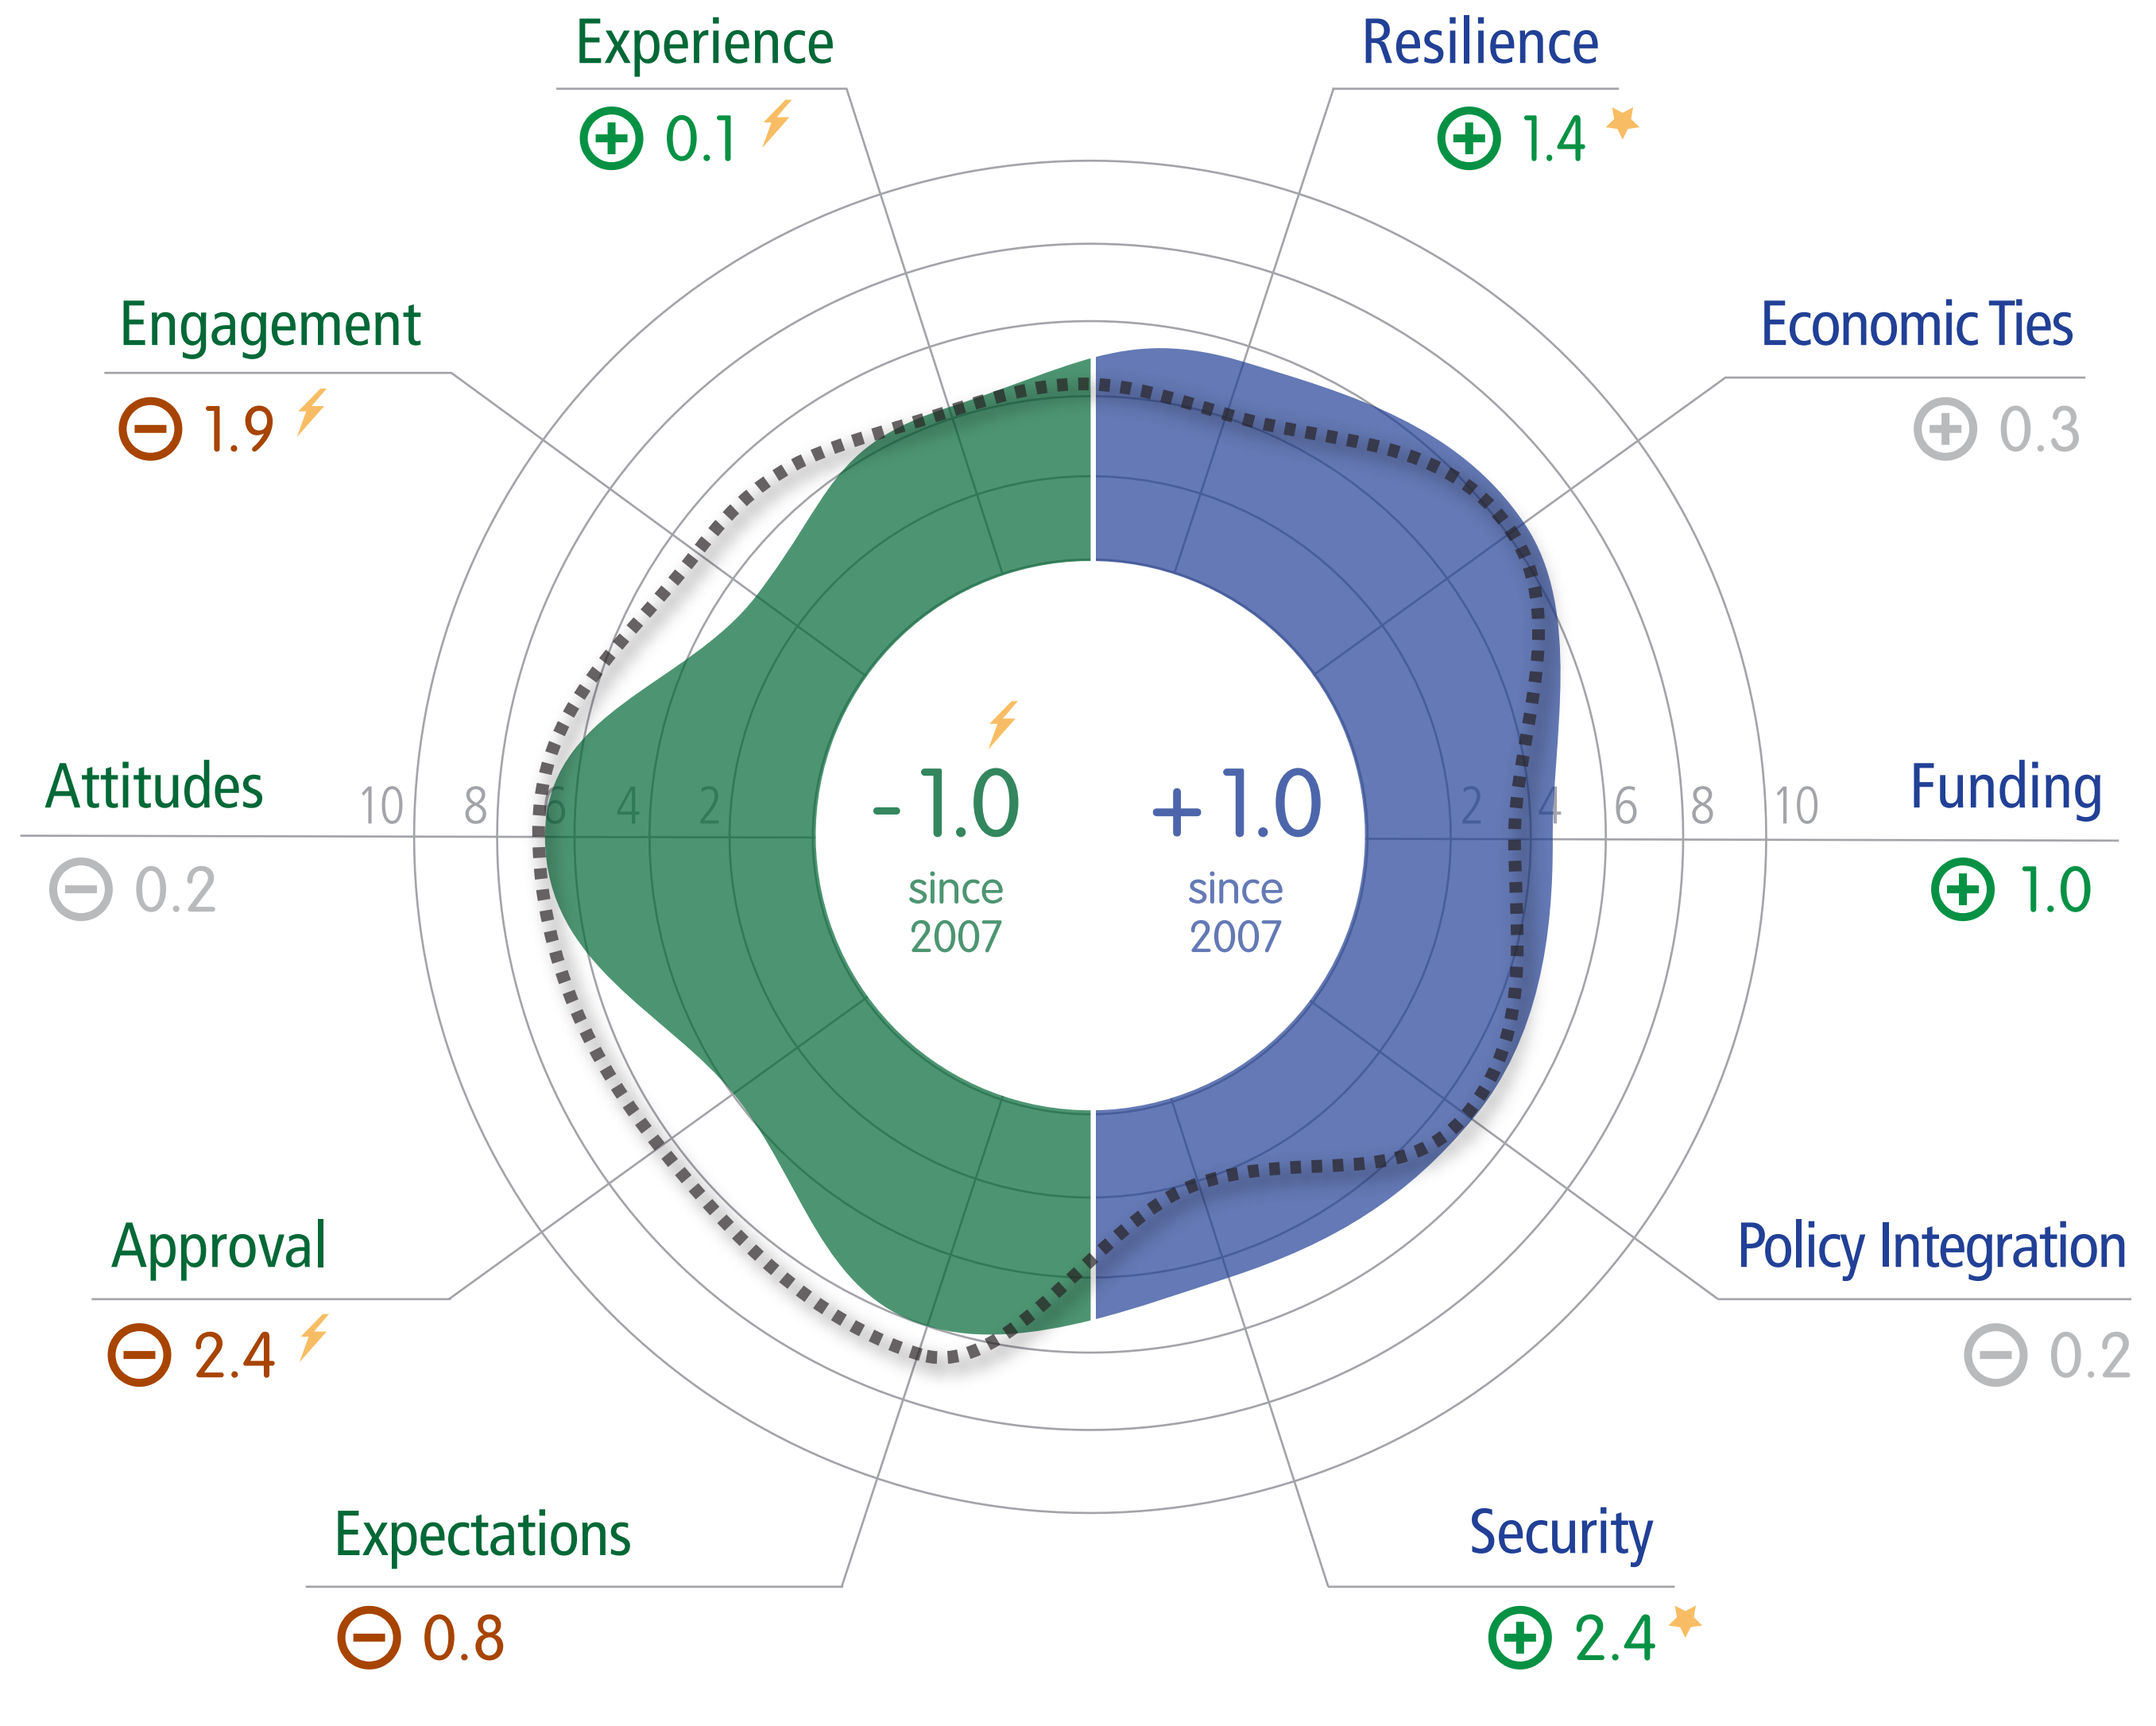 Experience
0.1
Resilience
1.4
Engagement
1.9
Economic Ties
0.3
Attitudes
0.2
10 8 6 4 2
-1.0
since
2007
+1.0
since
2007
2 4 6 8 10
Funding
1.0
Approval
2.4
Policy Integration
0.2
Expectations
0.8
Security
2.4